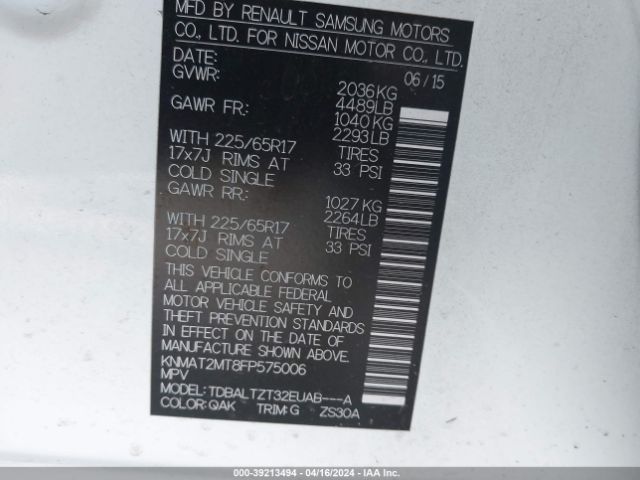 MFD BY RENAULT SAMSUNG MOTORS
CO., LTD. FOR NISSAN MOTOR CO., LTD.
DATE: 06/15
GVWR: 2036KG
4489LB
GAWR FR: 1040KG
2293LB
WITH 225/65R17 TIRES
17x7J RIMS AT 33 PSI
COLD SINGLE
GAWR RR: 1027KG
2264LB
WITH 225/65R17 TIRES
17x7J RIMS AT 33 PSI
COLD SINGLE
THIS VEHICLE CONFORMS TO
ALL APPLICABLE FEDERAL
MOTOR VEHICLE SAFETY AND
THEFT PREVENTION STANDARDS
IN EFFECT ON THE DATE OF
MANUFACTURE SHOWN ABOVE.
KNMAT2MT8FP575006
MPV
MODEL: TDBALTZT32EUAB---A
COLOR: QAK TRIM: G ZS30A
000-39213494 - 04/16/2024 - IAA Inc.